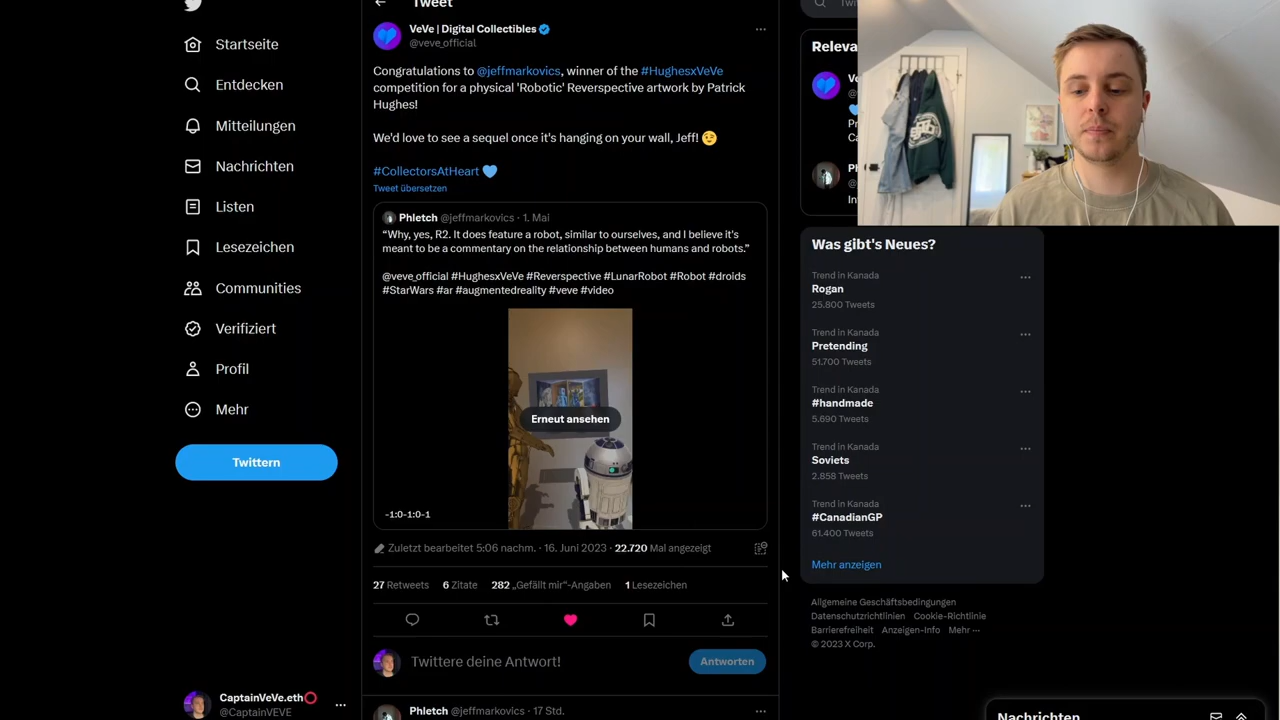 Tweet
VeVe | Digital Collectibles
@veve_official
Congratulations to @jeffmarkovics, winner of the #HughesxVeVe
competition for a physical 'Robotic' Reverspective artwork by Patrick
Hughes!
We'd love to see a sequel once it's hanging on your wall, Jeff! 😉
#CollectorsAtHeart 💙
Tweet übersetzen
Phletch @jeffmarkovics · 1. Mai
“Why, yes, R2. It does feature a robot, similar to ourselves, and I believe it's
meant to be a commentary on the relationship between humans and robots.”
@veve_official #HughesxVeVe #Reverspective #LunarRobot #Robot #droids
#StarWars #ar #augmentedreality #veve #video
Erneut ansehen
-1:0-1:0-1
Zuletzt bearbeitet 5:06 nachm. · 16. Juni 2023 · 22.720 Mal angezeigt
27 Retweets 6 Zitate 282 „Gefällt mir“-Angaben 1 Lesezeichen
Twittere deine Antwort!
Antworten
Phletch @jeffmarkovics · 17 Std.
Startseite
Entdecken
Mitteilungen
Nachrichten
Listen
Lesezeichen
Communities
Verifiziert
Profil
Mehr
Twittern
CaptainVeVe.eth⭕
@CaptainVEVE
Was gibt's Neues?
Trend in Kanada
Rogan
25.800 Tweets
Trend in Kanada
Pretending
51.700 Tweets
Trend in Kanada
#handmade
5.690 Tweets
Trend in Kanada
Soviets
2.858 Tweets
Trend in Kanada
#CanadianGP
61.400 Tweets
Mehr anzeigen
Allgemeine Geschäftsbedingungen
Datenschutzrichtlinien Cookie-Richtlinie
Barrierefreiheit Anzeigen-Info Mehr ···
© 2023 X Corp.
Nachrichten